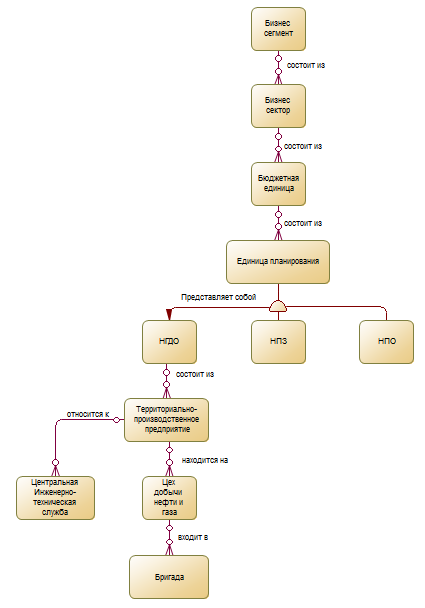 Бизнес
сегмент
состоит из
Бизнес
сектор
состоит из
Бюджетная
единица
состоит из
Единица планирования
Представляет собой
НГДО
НПЗ
НПО
состоит из
Территориально-
производственное
предприятие
относится к
находится на
Центральная
Инженерно-
техническая
служба
Цех
добычи
нефти и
газа
входит в
Бригада